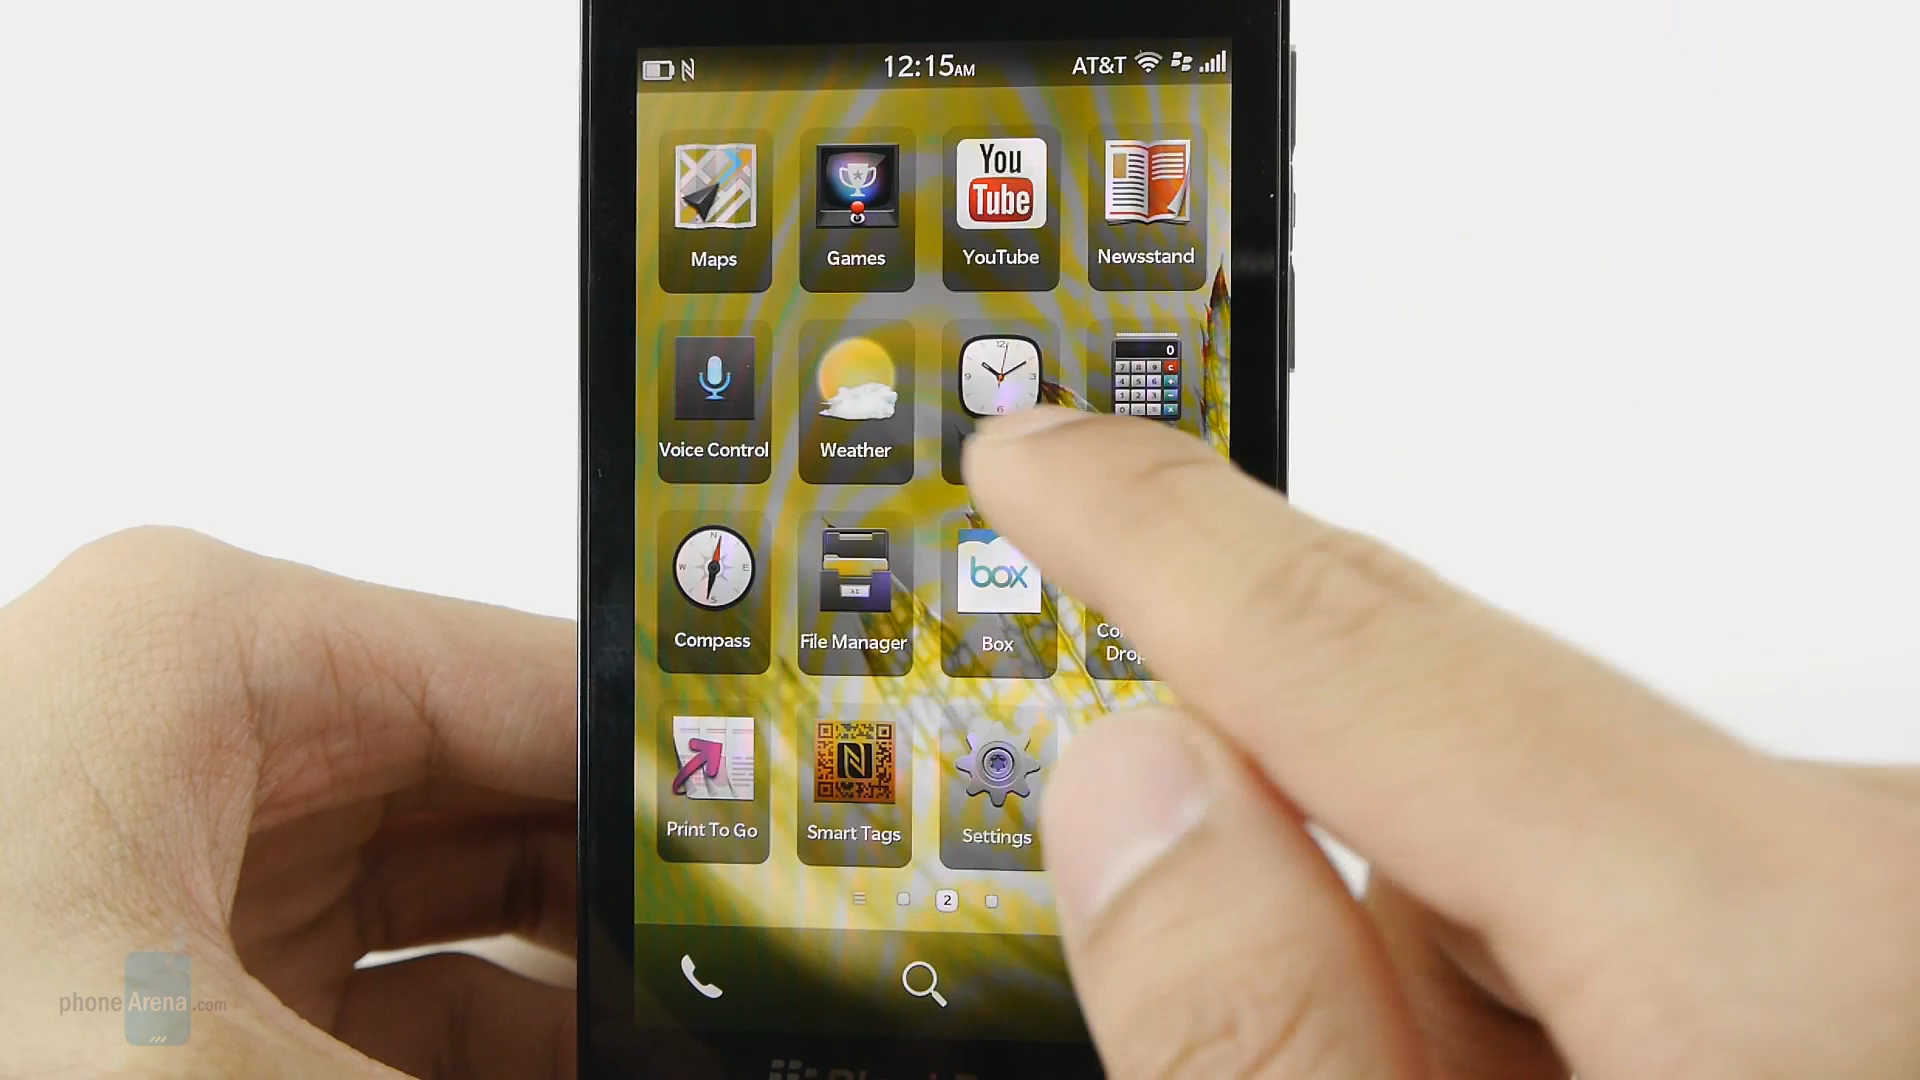 12:15AM AT&T
Maps Games YouTube Newsstand
You
Tube
Voice Control Weather
Compass File Manager box Box
Print To Go Smart Tags Settings
2
phoneArena.com